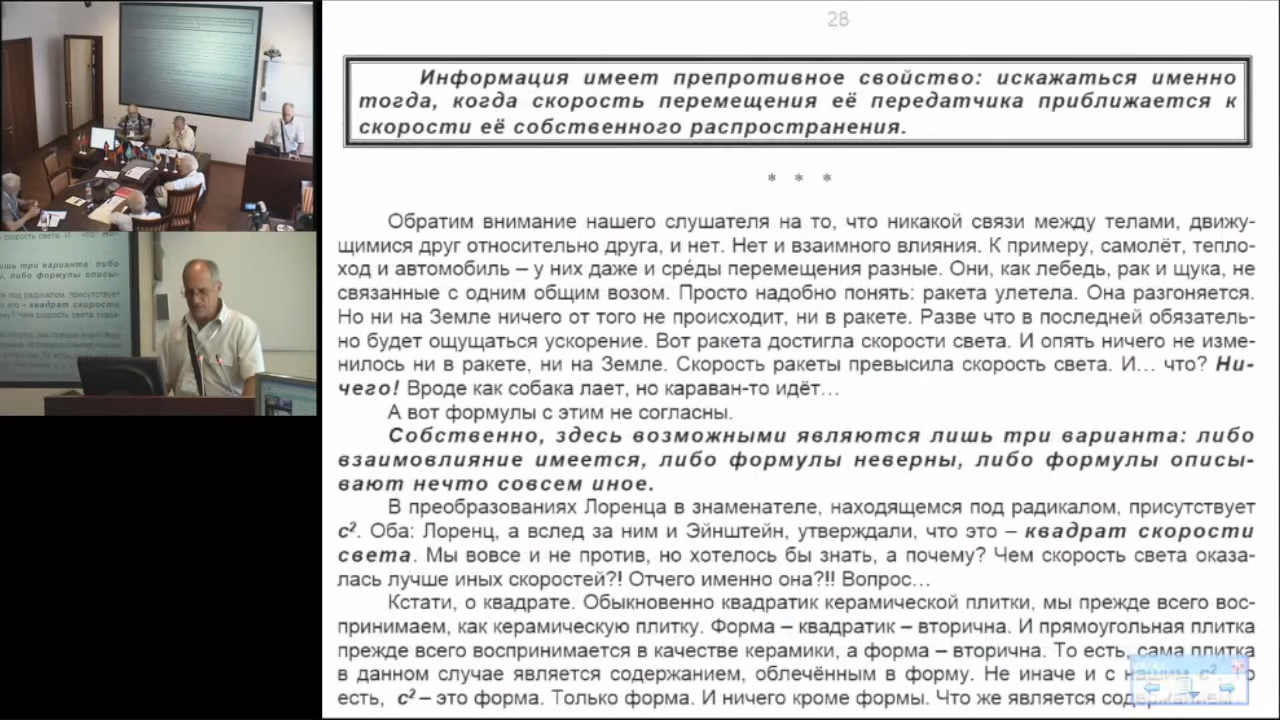 28
Информация имеет препротивное свойство: искажаться именно
тогда, когда скорость перемещения её передатчика приближается к
скорости её собственного распространения.
* * *
Обратим внимание нашего слушателя на то, что никакой связи между телами, движу-
щимися друг относительно друга, и нет. Нет и взаимного влияния. К примеру, самолёт, тепло-
ход и автомобиль – у них даже и сре́ды перемещения разные. Они, как лебедь, рак и щука, не
связанные с одним общим возом. Просто надобно понять: ракета улетела. Она разгоняется.
Но ни на Земле ничего от того не происходит, ни в ракете. Разве что в последней обязатель-
но будет ощущаться ускорение. Вот ракета достигла скорости света. И опять ничего не изме-
нилось ни в ракете, ни на Земле. Скорость ракеты превысила скорость света. И… что? Ни-
чего! Вроде как собака лает, но караван-то идёт…
А вот формулы с этим не согласны.
Собственно, здесь возможными являются лишь три варианта: либо
взаимовлияние имеется, либо формулы неверны, либо формулы описы-
вают нечто совсем иное.
В преобразованиях Лоренца в знаменателе, находящемся под радикалом, присутствует
c². Оба: Лоренц, а вслед за ним и Эйнштейн, утверждали, что это – квадрат скорости
света. Мы вовсе и не против, но хотелось бы знать, а почему? Чем скорость света оказа-
лась лучше иных скоростей?! Отчего именно она?!! Вопрос…
Кстати, о квадрате. Обыкновенно квадратик керамической плитки, мы прежде всего вос-
принимаем, как керамическую плитку. Форма – квадратик – вторична. И прямоугольная плитка
прежде всего воспринимается в качестве керамики, а форма – вторична. То есть, сама плитка
в данном случае является содержанием, облечённым в форму. Не иначе и с нашим c²
есть, c² – это форма. Только форма. И ничего кроме формы. Что же является